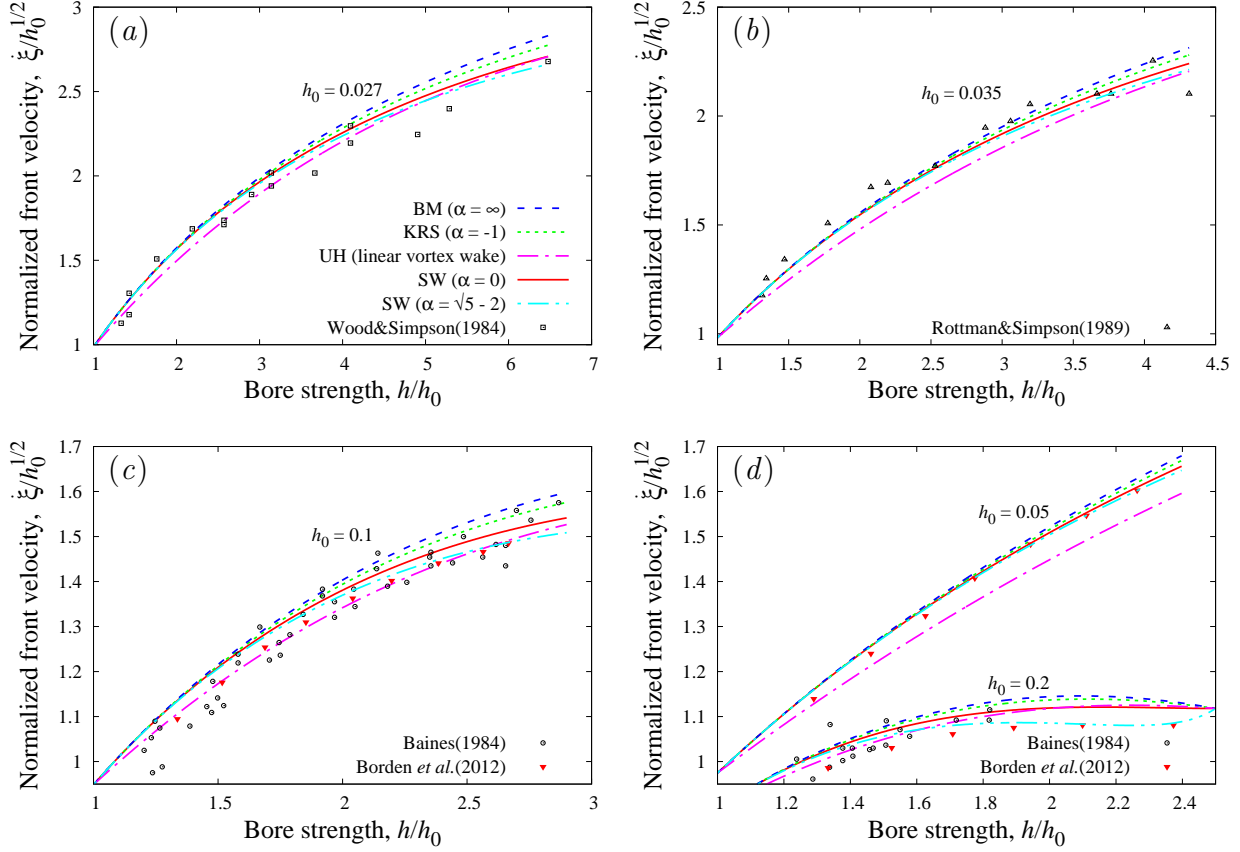 (a)
Normalized front velocity, ξ̇/h₀^{1/2}
3
2.5
2
1.5
1
h₀ = 0.027
BM (α = ∞)
KRS (α = -1)
UH (linear vortex wake)
SW (α = 0)
SW (α = √5 - 2)
Wood&Simpson(1984)
1 2 3 4 5 6 7
Bore strength, h/h₀
(b)
Normalized front velocity, ξ̇/h₀^{1/2}
2.5
2
1.5
1
h₀ = 0.035
Rottman&Simpson(1989)
1 1.5 2 2.5 3 3.5 4 4.5
Bore strength, h/h₀
(c)
Normalized front velocity, ξ̇/h₀^{1/2}
1.7
1.6
1.5
1.4
1.3
1.2
1.1
1
h₀ = 0.1
Baines(1984)
Borden et al.(2012)
1 1.5 2 2.5 3
Bore strength, h/h₀
(d)
Normalized front velocity, ξ̇/h₀^{1/2}
1.7
1.6
1.5
1.4
1.3
1.2
1.1
1
h₀ = 0.05
h₀ = 0.2
Baines(1984)
Borden et al.(2012)
1 1.2 1.4 1.6 1.8 2 2.2 2.4
Bore strength, h/h₀